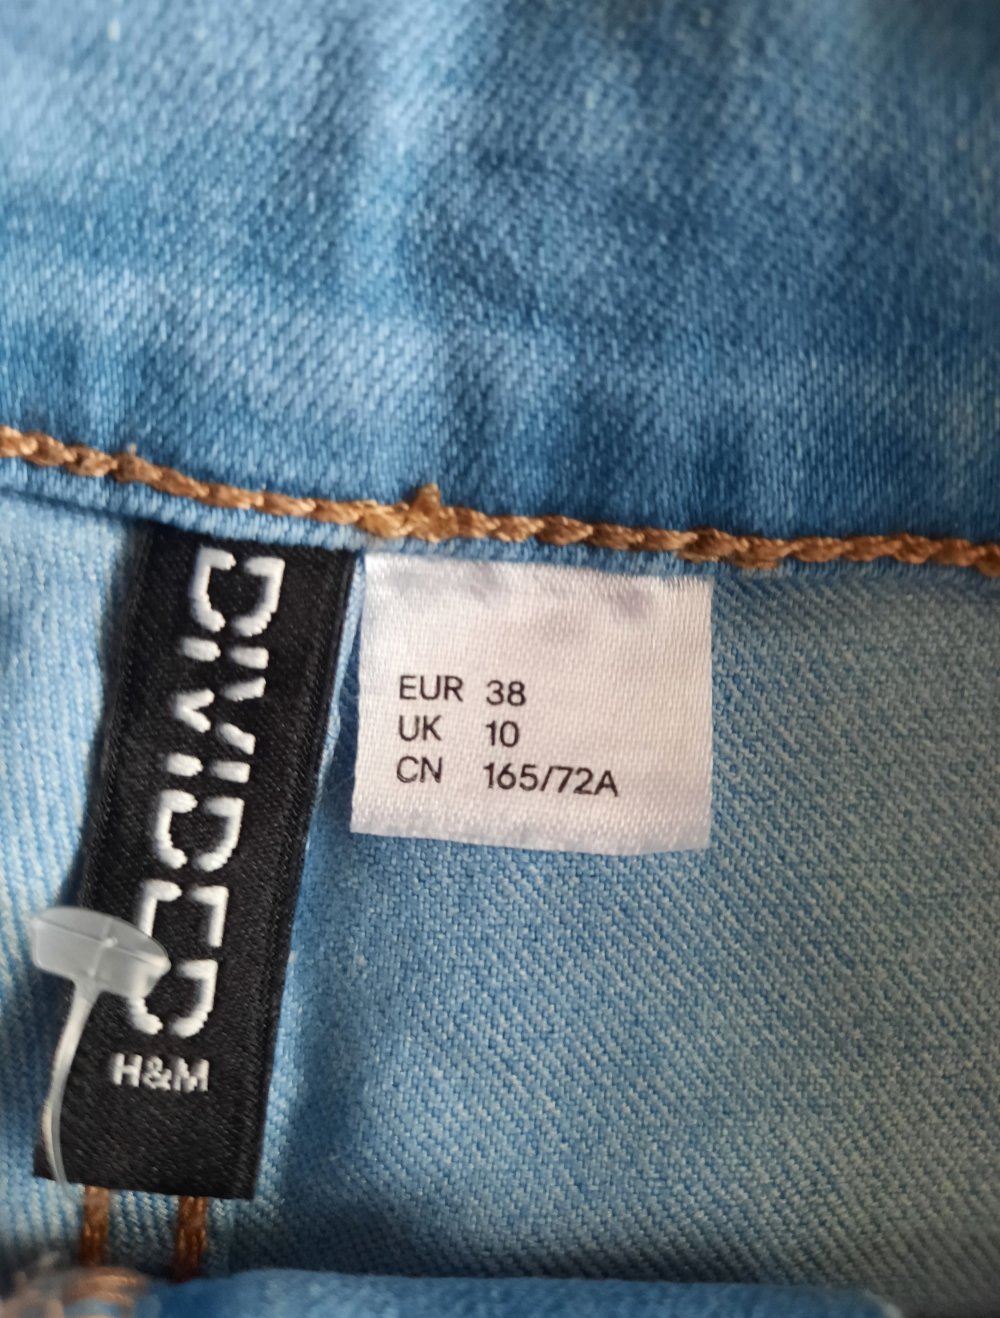 DIVIDED
H&M
EUR 38
UK 10
CN 165/72A